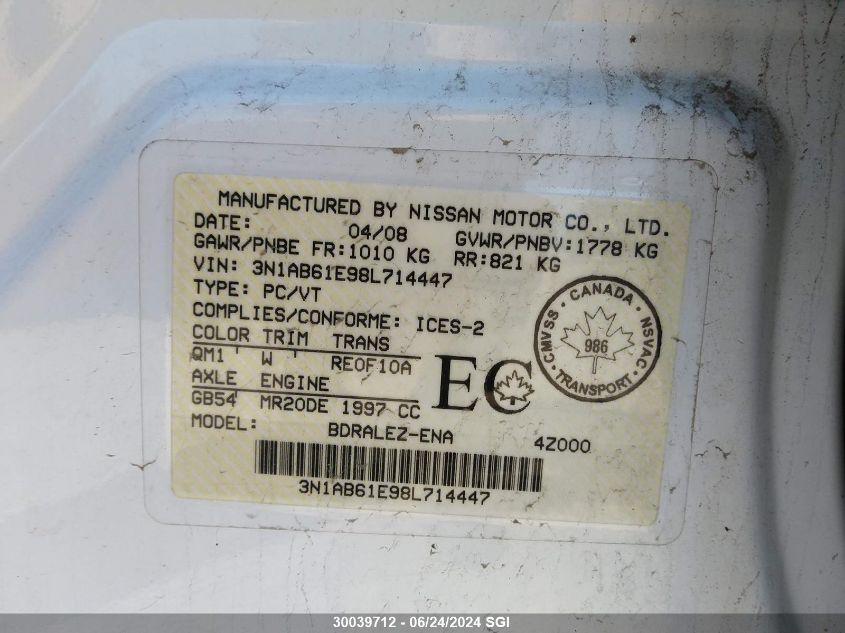 MANUFACTURED BY NISSAN MOTOR CO., LTD.
DATE: 04/08 GVWR/PNBV:1778 KG
GAWR/PNBE FR:1010 KG RR:821 KG
VIN: 3N1AB61E98L714447
TYPE: PC/VT
COMPLIES/CONFORME: ICES-2
COLOR TRIM TRANS
QM1 ' W ' RE0F10A
AXLE ENGINE
GB54 MR20DE 1997 CC
MODEL: BDRALEZ-ENA 4Z000
EC
CMVSS · CANADA · NSVAC · TRANSPORT ·
986
3N1AB61E98L714447
30039712 - 06/24/2024 SGI